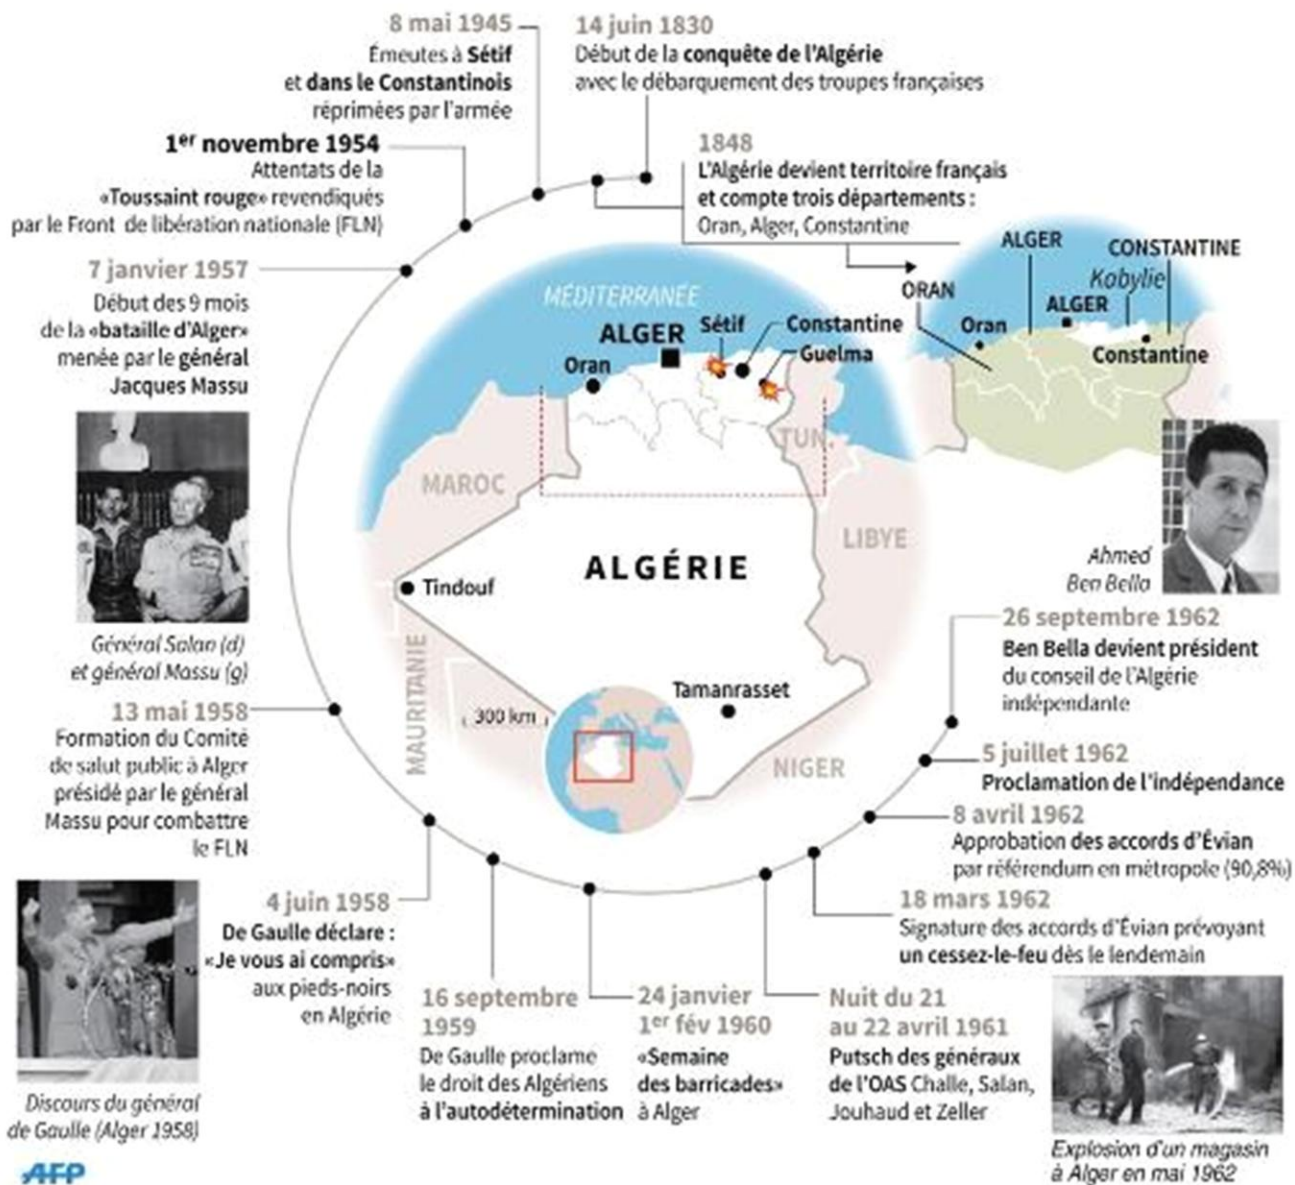 8 mai 1945
Émeutes à Sétif
et dans le Constantinois
réprimées par l'armée
14 juin 1830
Début de la conquête de l'Algérie
avec le débarquement des troupes françaises
1er novembre 1954
Attentats de la
«Toussaint rouge» revendiqués
par le Front de libération nationale (FLN)
1848
L'Algérie devient territoire français
et compte trois départements :
Oran, Alger, Constantine
7 janvier 1957
Début des 9 mois
de la «bataille d'Alger»
menée par le général
Jacques Massu
MÉDITERRANÉE
ALGER
Sétif
Constantine
Guelma
Oran
TUN.
MAROC
LIBYE
ALGÉRIE
Tindouf
MAURITANIE
300 km
Tamanrasset
NIGER
ALGER
CONSTANTINE
Kabylie
ORAN
ALGER
Oran
Constantine
Ahmed
Ben Bella
Général Salan (d)
et général Massu (g)
13 mai 1958
Formation du Comité
de salut public à Alger
présidé par le général
Massu pour combattre
le FLN
4 juin 1958
De Gaulle déclare :
«Je vous ai compris»
aux pieds-noirs
en Algérie
Discours du général
de Gaulle (Alger 1958)
16 septembre
1959
De Gaulle proclame
le droit des Algériens
à l'autodétermination
24 janvier
1er fév 1960
«Semaine
des barricades»
à Alger
Nuit du 21
au 22 avril 1961
Putsch des généraux
de l'OAS Challe, Salan,
Jouhaud et Zeller
18 mars 1962
Signature des accords d'Évian prévoyant
un cessez-le-feu dès le lendemain
8 avril 1962
Approbation des accords d'Évian
par référendum en métropole (90,8%)
5 juillet 1962
Proclamation de l'indépendance
26 septembre 1962
Ben Bella devient président
du conseil de l'Algérie
indépendante
Explosion d'un magasin
à Alger en mai 1962
AFP